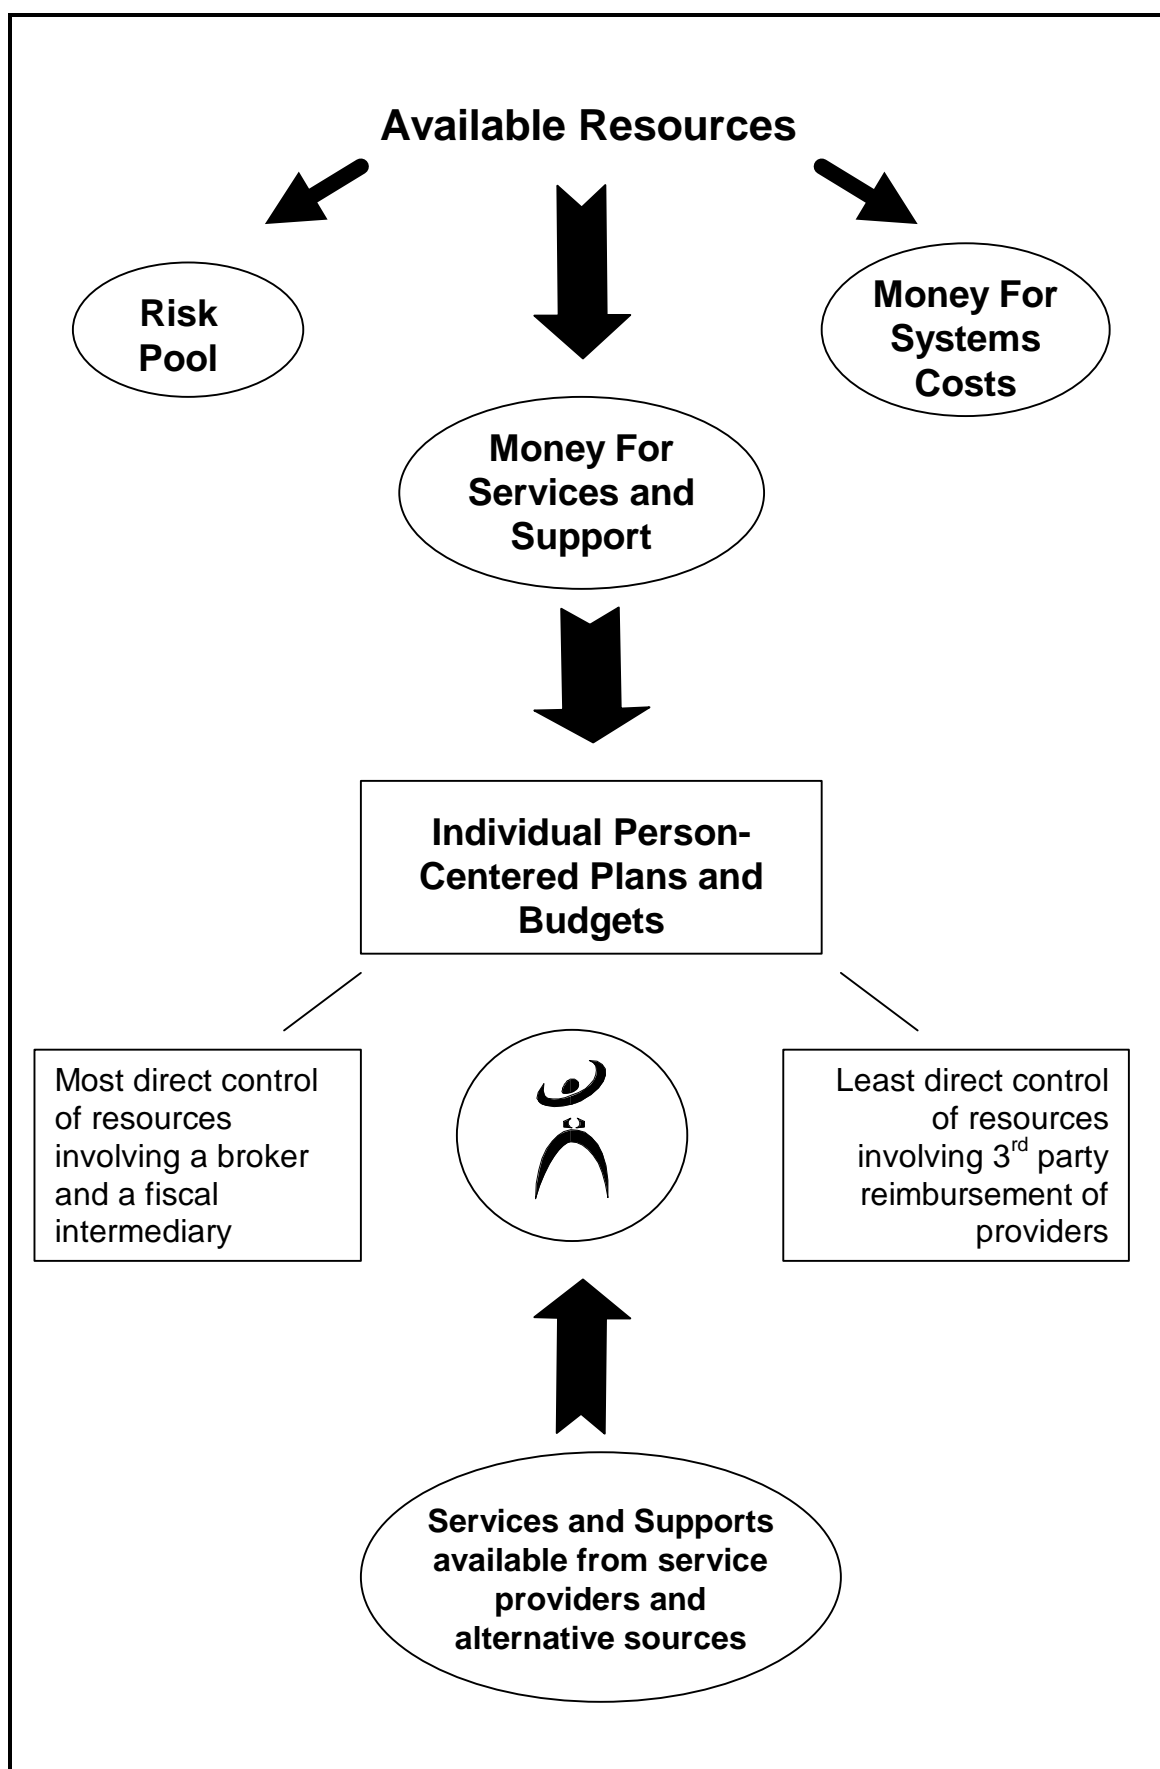 Available Resources
Risk
Pool
Money For
Systems
Costs
Money For
Services and
Support
Individual Person-
Centered Plans and
Budgets
Most direct control
of resources
involving a broker
and a fiscal
intermediary
Least direct control
of resources
involving 3rd party
reimbursement of
providers
Services and Supports
available from service
providers and
alternative sources